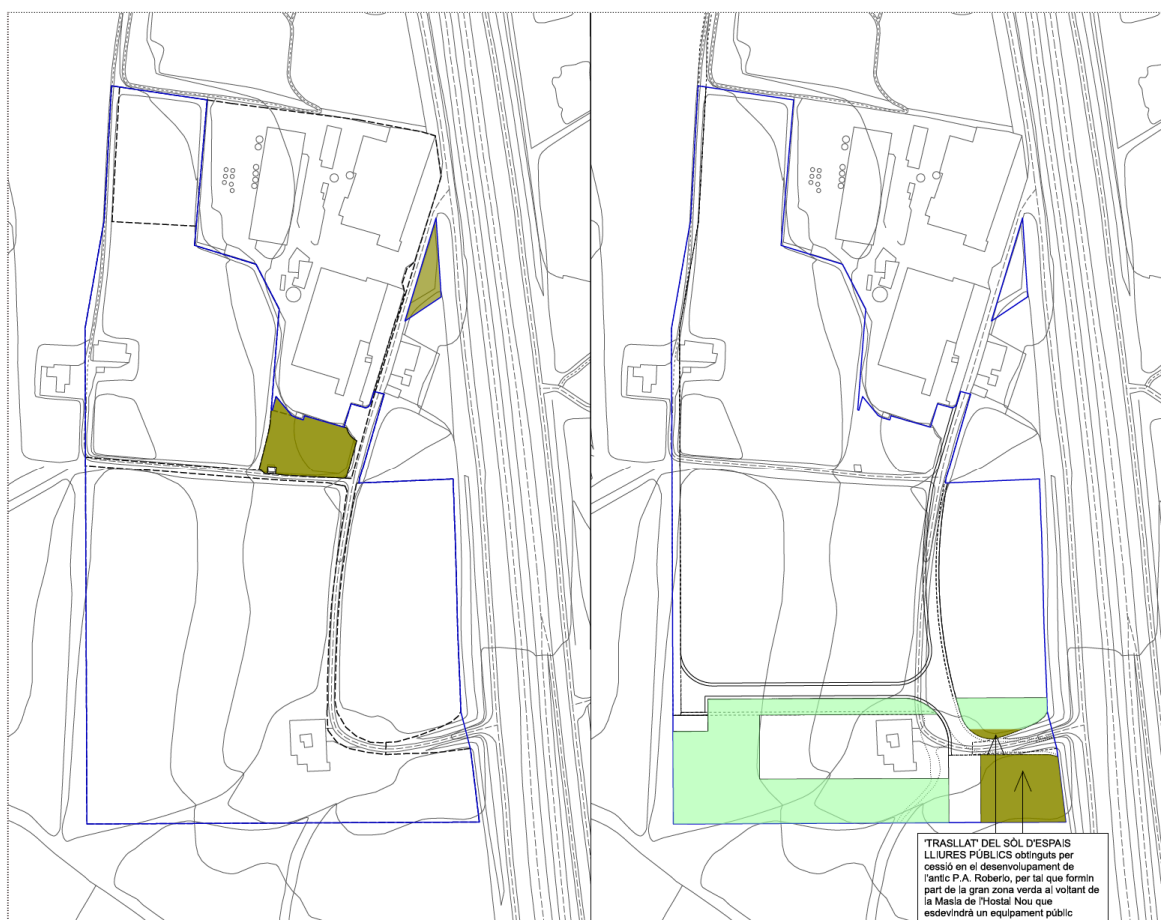 'TRASLLAT' DEL SÒL D'ESPAIS
LLIURES PÚBLICS obtinguts per
cessió en el desenvolupament de
l'antic P.A. Roberlo, per tal que formin
part de la gran zona verda al voltant de
la Masia de l'Hostal Nou que
esdevindrà un equipament públic